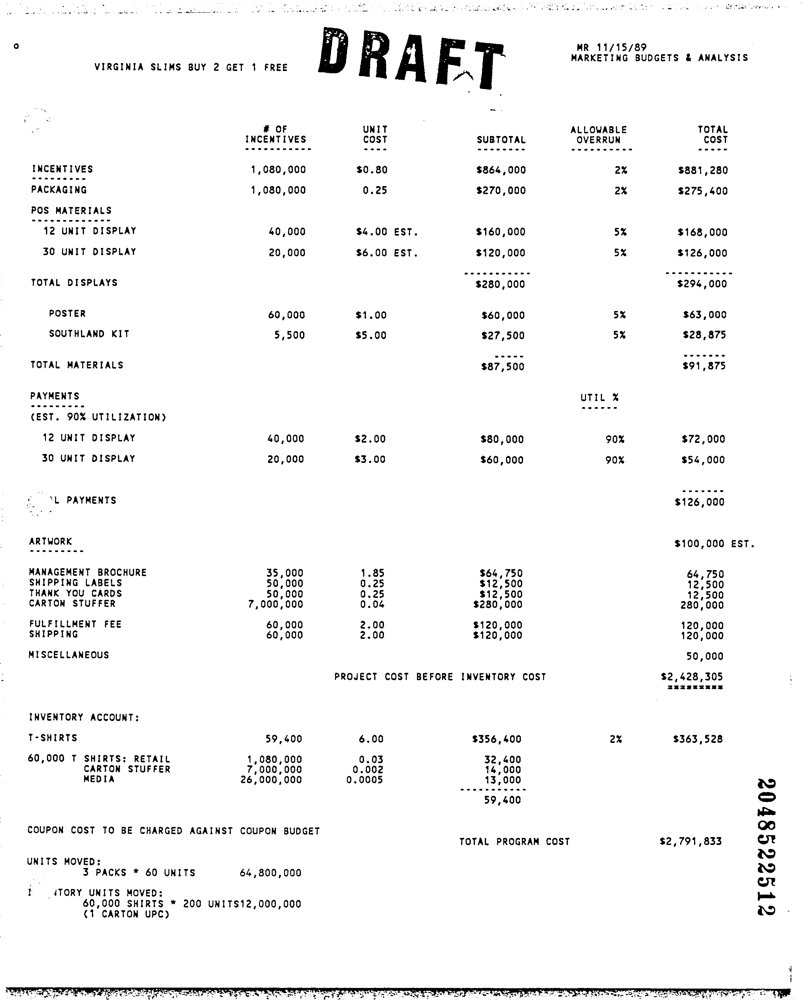 DRAFT
MR 11/15/89
MARKETING BUDGETS & ANALYSIS
VIRGINIA SLIMS BUY 2 GET 1 FREE
# OF INCENTIVES UNIT COST SUBTOTAL ALLOWABLE OVERRUN TOTAL COST
INCENTIVES 1,080,000 $0.80 $864,000 2% $881,280
PACKAGING 1,080,000 0.25 $270,000 2% $275,400
POS MATERIALS
12 UNIT DISPLAY 40,000 $4.00 EST. $160,000 5% $168,000
30 UNIT DISPLAY 20,000 $6.00 EST. $120,000 5% $126,000
TOTAL DISPLAYS $280,000 $294,000
POSTER 60,000 $1.00 $60,000 5% $63,000
SOUTHLAND KIT 5,500 $5.00 $27,500 5% $28,875
TOTAL MATERIALS $87,500 $91,875
PAYMENTS UTIL %
(EST. 90% UTILIZATION)
12 UNIT DISPLAY 40,000 $2.00 $80,000 90% $72,000
30 UNIT DISPLAY 20,000 $3.00 $60,000 90% $54,000
L PAYMENTS $126,000
ARTWORK $100,000 EST.
MANAGEMENT BROCHURE 35,000 1.85 $64,750 64,750
SHIPPING LABELS 50,000 0.25 $12,500 12,500
THANK YOU CARDS 50,000 0.25 $12,500 12,500
CARTON STUFFER 7,000,000 0.04 $280,000 280,000
FULFILLMENT FEE 60,000 2.00 $120,000 120,000
SHIPPING 60,000 2.00 $120,000 120,000
MISCELLANEOUS 50,000
PROJECT COST BEFORE INVENTORY COST $2,428,305
INVENTORY ACCOUNT:
T-SHIRTS 59,400 6.00 $356,400 2% $363,528
60,000 T SHIRTS: RETAIL 1,080,000 0.03 32,400
CARTON STUFFER 7,000,000 0.002 14,000
MEDIA 26,000,000 0.0005 13,000
59,400
COUPON COST TO BE CHARGED AGAINST COUPON BUDGET
TOTAL PROGRAM COST $2,791,833
UNITS MOVED:
3 PACKS * 60 UNITS 64,800,000
TORY UNITS MOVED:
60,000 SHIRTS * 200 UNITS12,000,000
(1 CARTON UPC)
2048522512